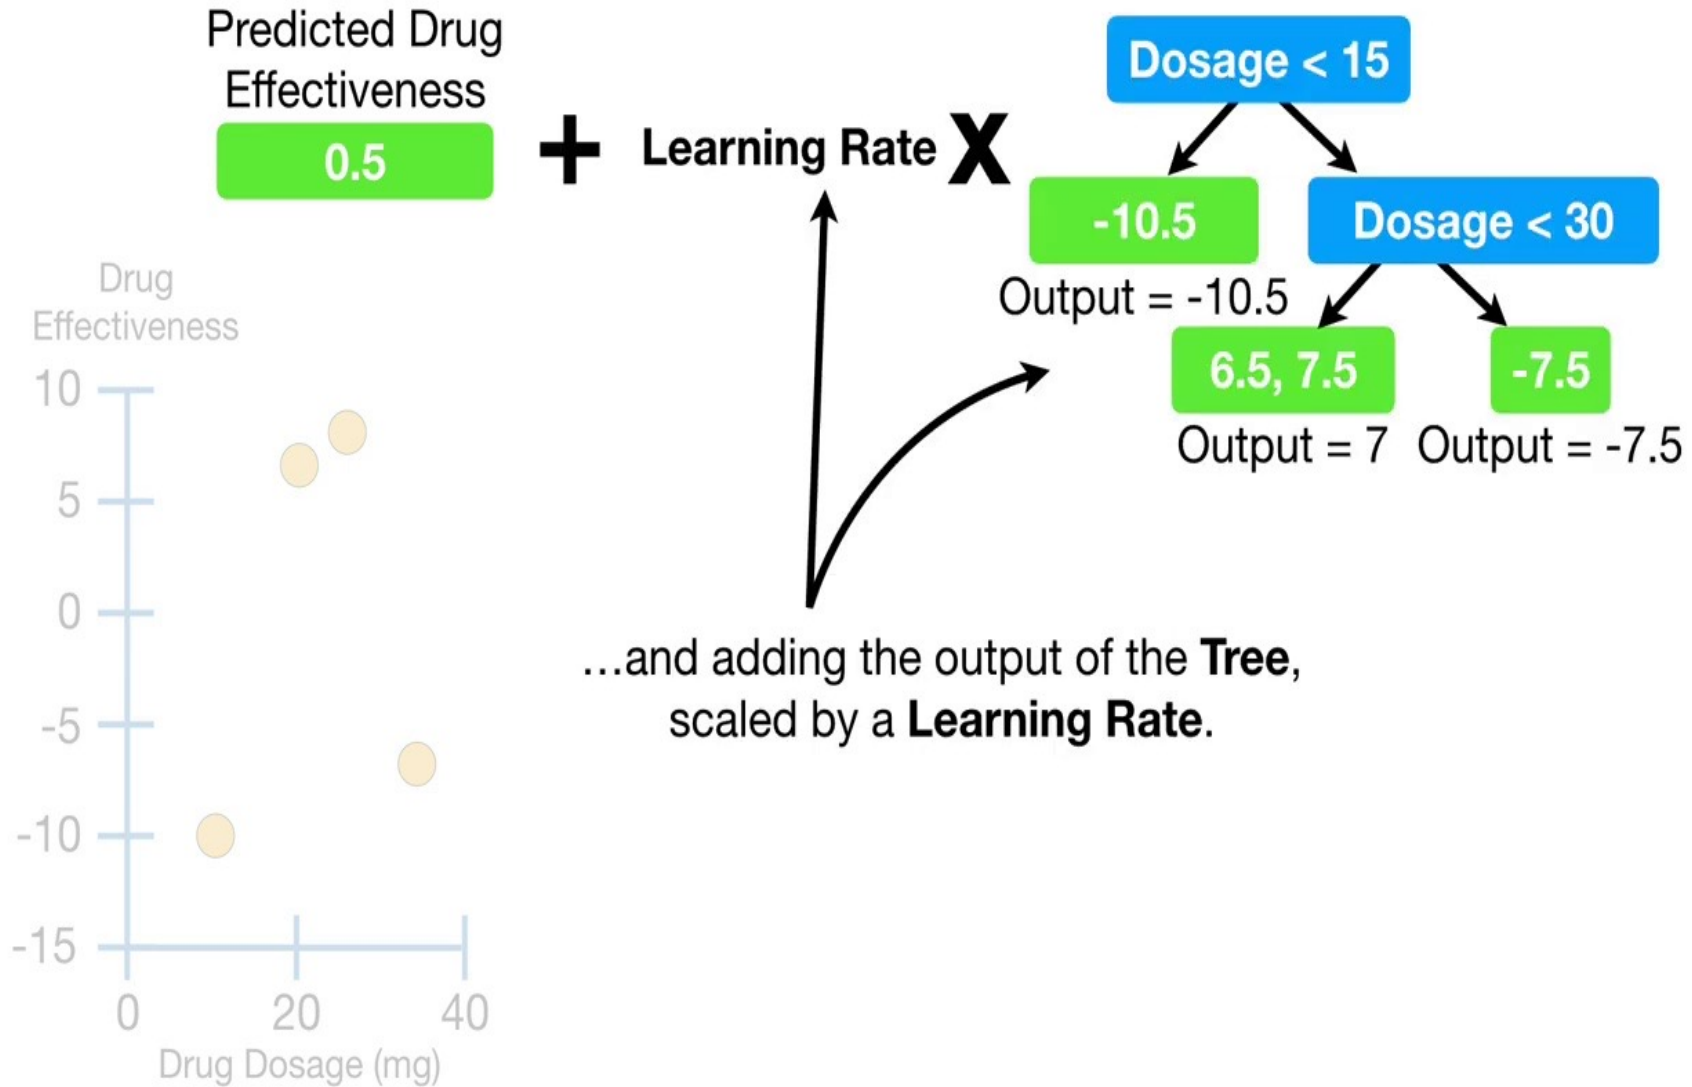 Predicted Drug
Effectiveness
0.5
+
Learning Rate
X
Dosage < 15
-10.5
Output = -10.5
Dosage < 30
6.5, 7.5
Output = 7
-7.5
Output = -7.5
…and adding the output of the Tree,
scaled by a Learning Rate.
Drug
Effectiveness
10
5
0
-5
-10
-15
0 20 40
Drug Dosage (mg)